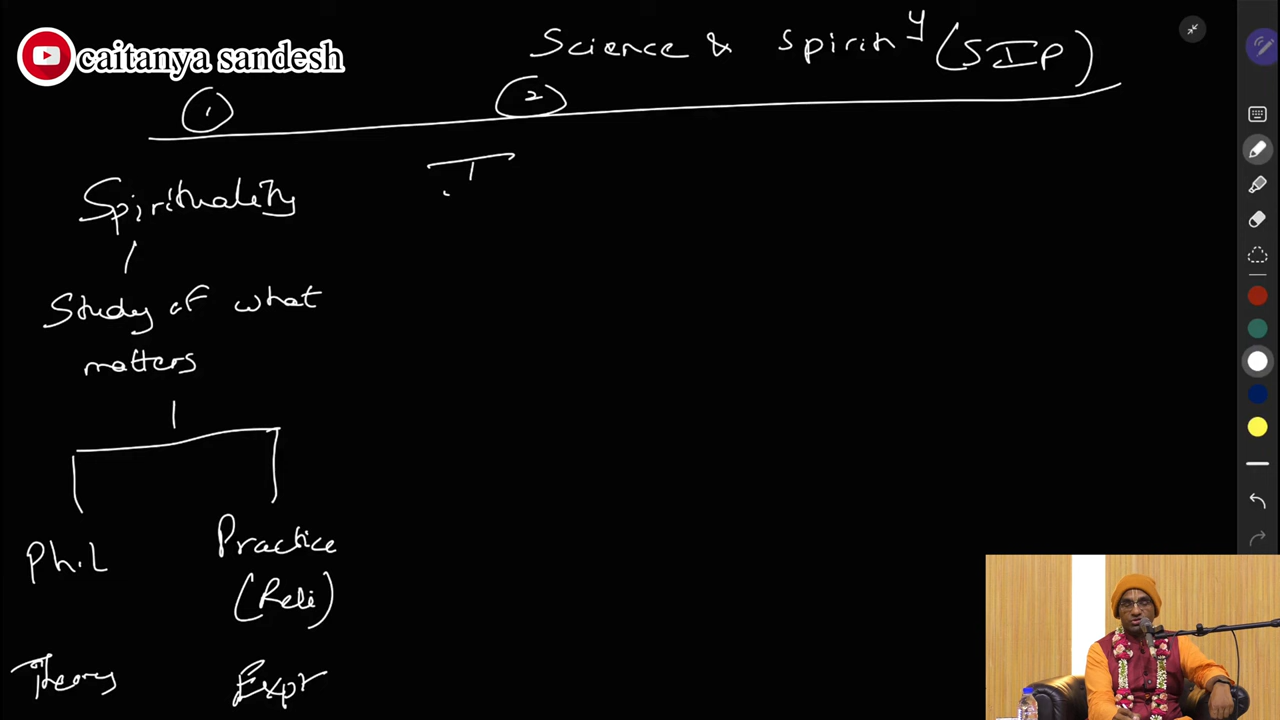 caitanya sandesh
Science & Spirit y (SIP)
1
2
Spirituality
Study of what
matters
Phil
Practice
(Reli)
Theory
Expr